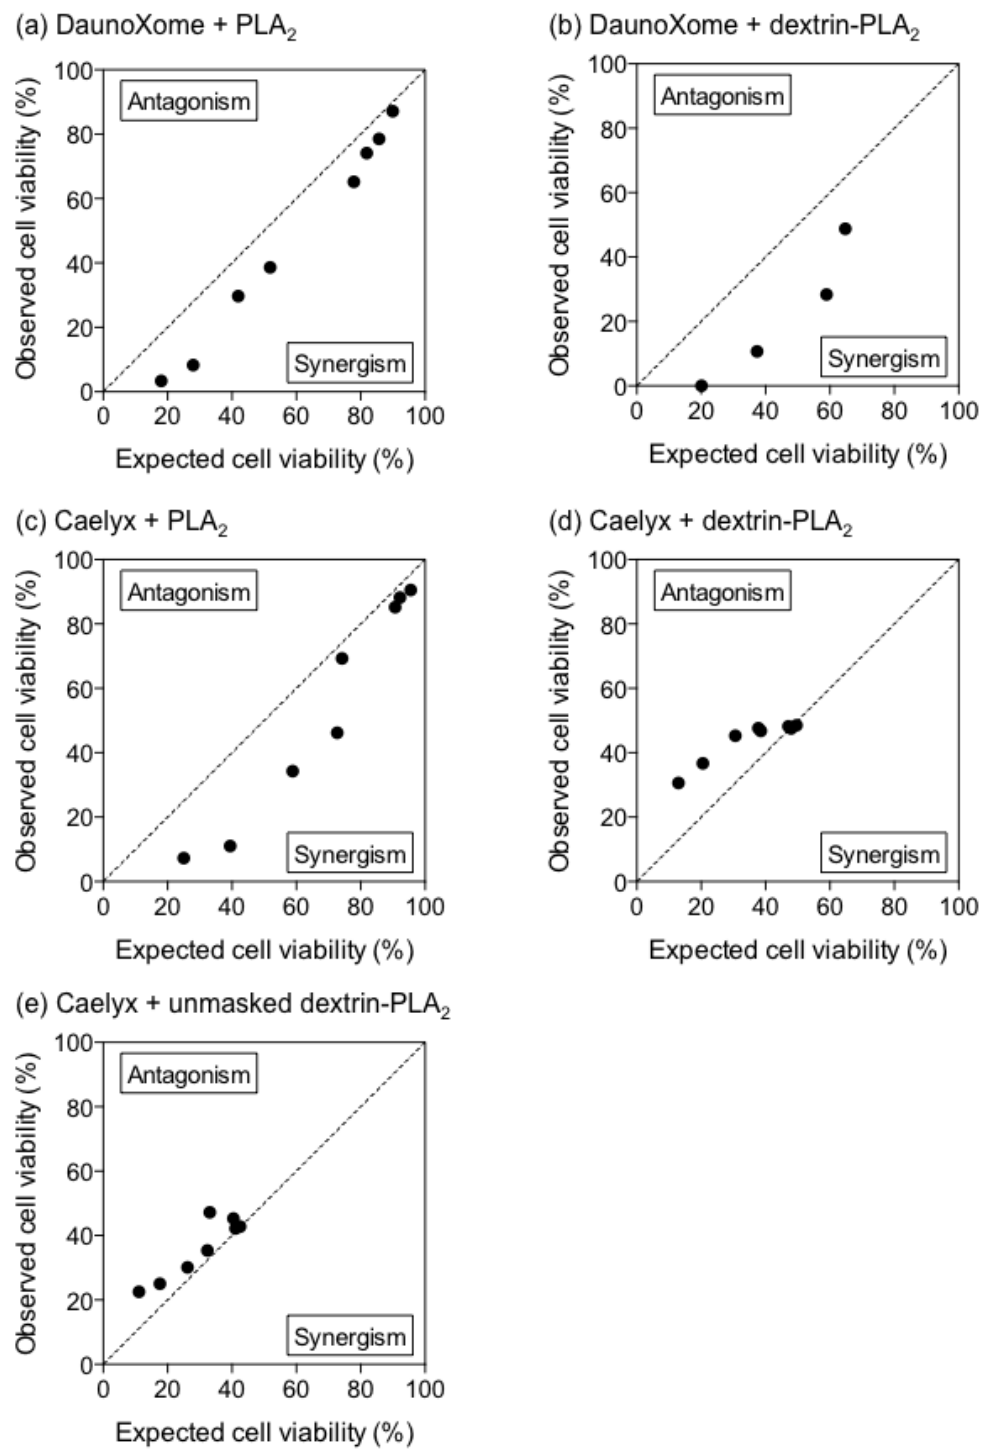 (a) DaunoXome + PLA₂
100
80
60
40
20
0
Observed cell viability (%)
Antagonism
Synergism
0 20 40 60 80 100
Expected cell viability (%)
(b) DaunoXome + dextrin-PLA₂
100
80
60
40
20
0
Observed cell viability (%)
Antagonism
Synergism
0 20 40 60 80 100
Expected cell viability (%)
(c) Caelyx + PLA₂
100
80
60
40
20
0
Observed cell viability (%)
Antagonism
Synergism
0 20 40 60 80 100
Expected cell viability (%)
(d) Caelyx + dextrin-PLA₂
100
80
60
40
20
0
Observed cell viability (%)
Antagonism
Synergism
0 20 40 60 80 100
Expected cell viability (%)
(e) Caelyx + unmasked dextrin-PLA₂
100
80
60
40
20
0
Observed cell viability (%)
Antagonism
Synergism
0 20 40 60 80 100
Expected cell viability (%)